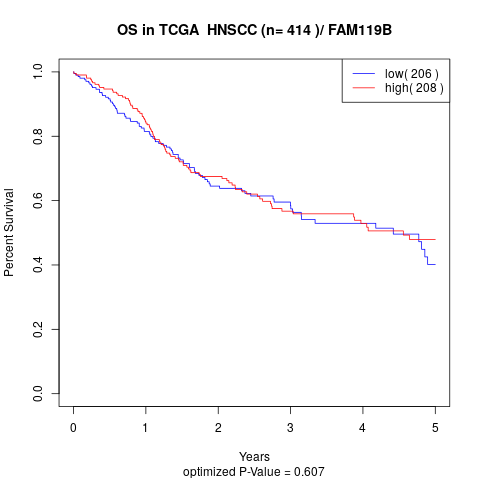 OS in TCGA  HNSCC (n= 414 )/ FAM119B
low( 206 )
high( 208 )
Percent Survival
1.0
0.8
0.6
0.4
0.2
0.0
0 1 2 3 4 5
Years
optimized P-Value = 0.607